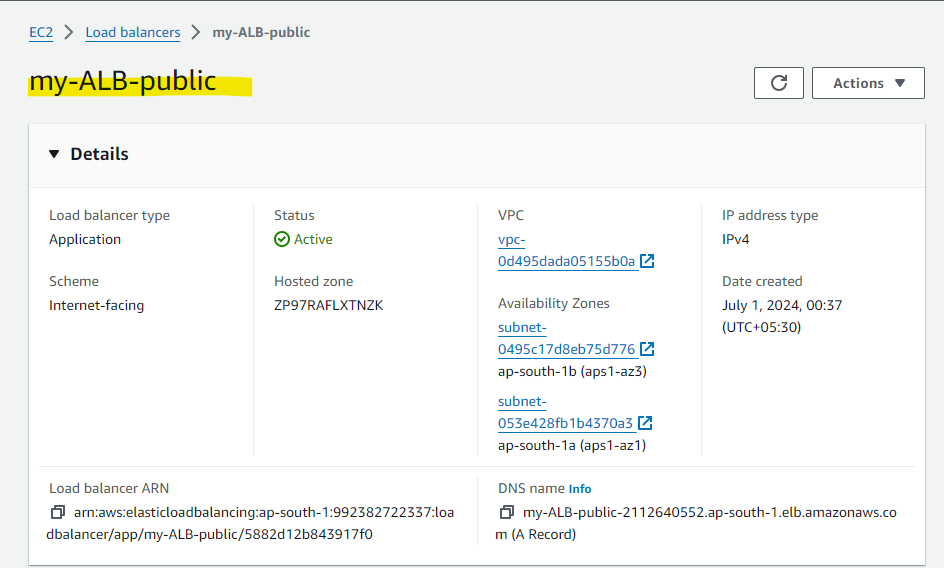 EC2 > Load balancers > my-ALB-public
my-ALB-public
Actions
Details
Load balancer type
Application
Scheme
Internet-facing
Status
Active
Hosted zone
ZP97RAFLXTNZK
VPC
vpc-
0d495dada05155b0a
Availability Zones
subnet-
0495c17d8eb75d776
ap-south-1b (aps1-az3)
subnet-
053e428fb1b4370a3
ap-south-1a (aps1-az1)
IP address type
IPv4
Date created
July 1, 2024, 00:37
(UTC+05:30)
Load balancer ARN
arn:aws:elasticloadbalancing:ap-south-1:992382722337:loa
dbalancer/app/my-ALB-public/5882d12b843917f0
DNS name Info
my-ALB-public-2112640552.ap-south-1.elb.amazonaws.co
m (A Record)